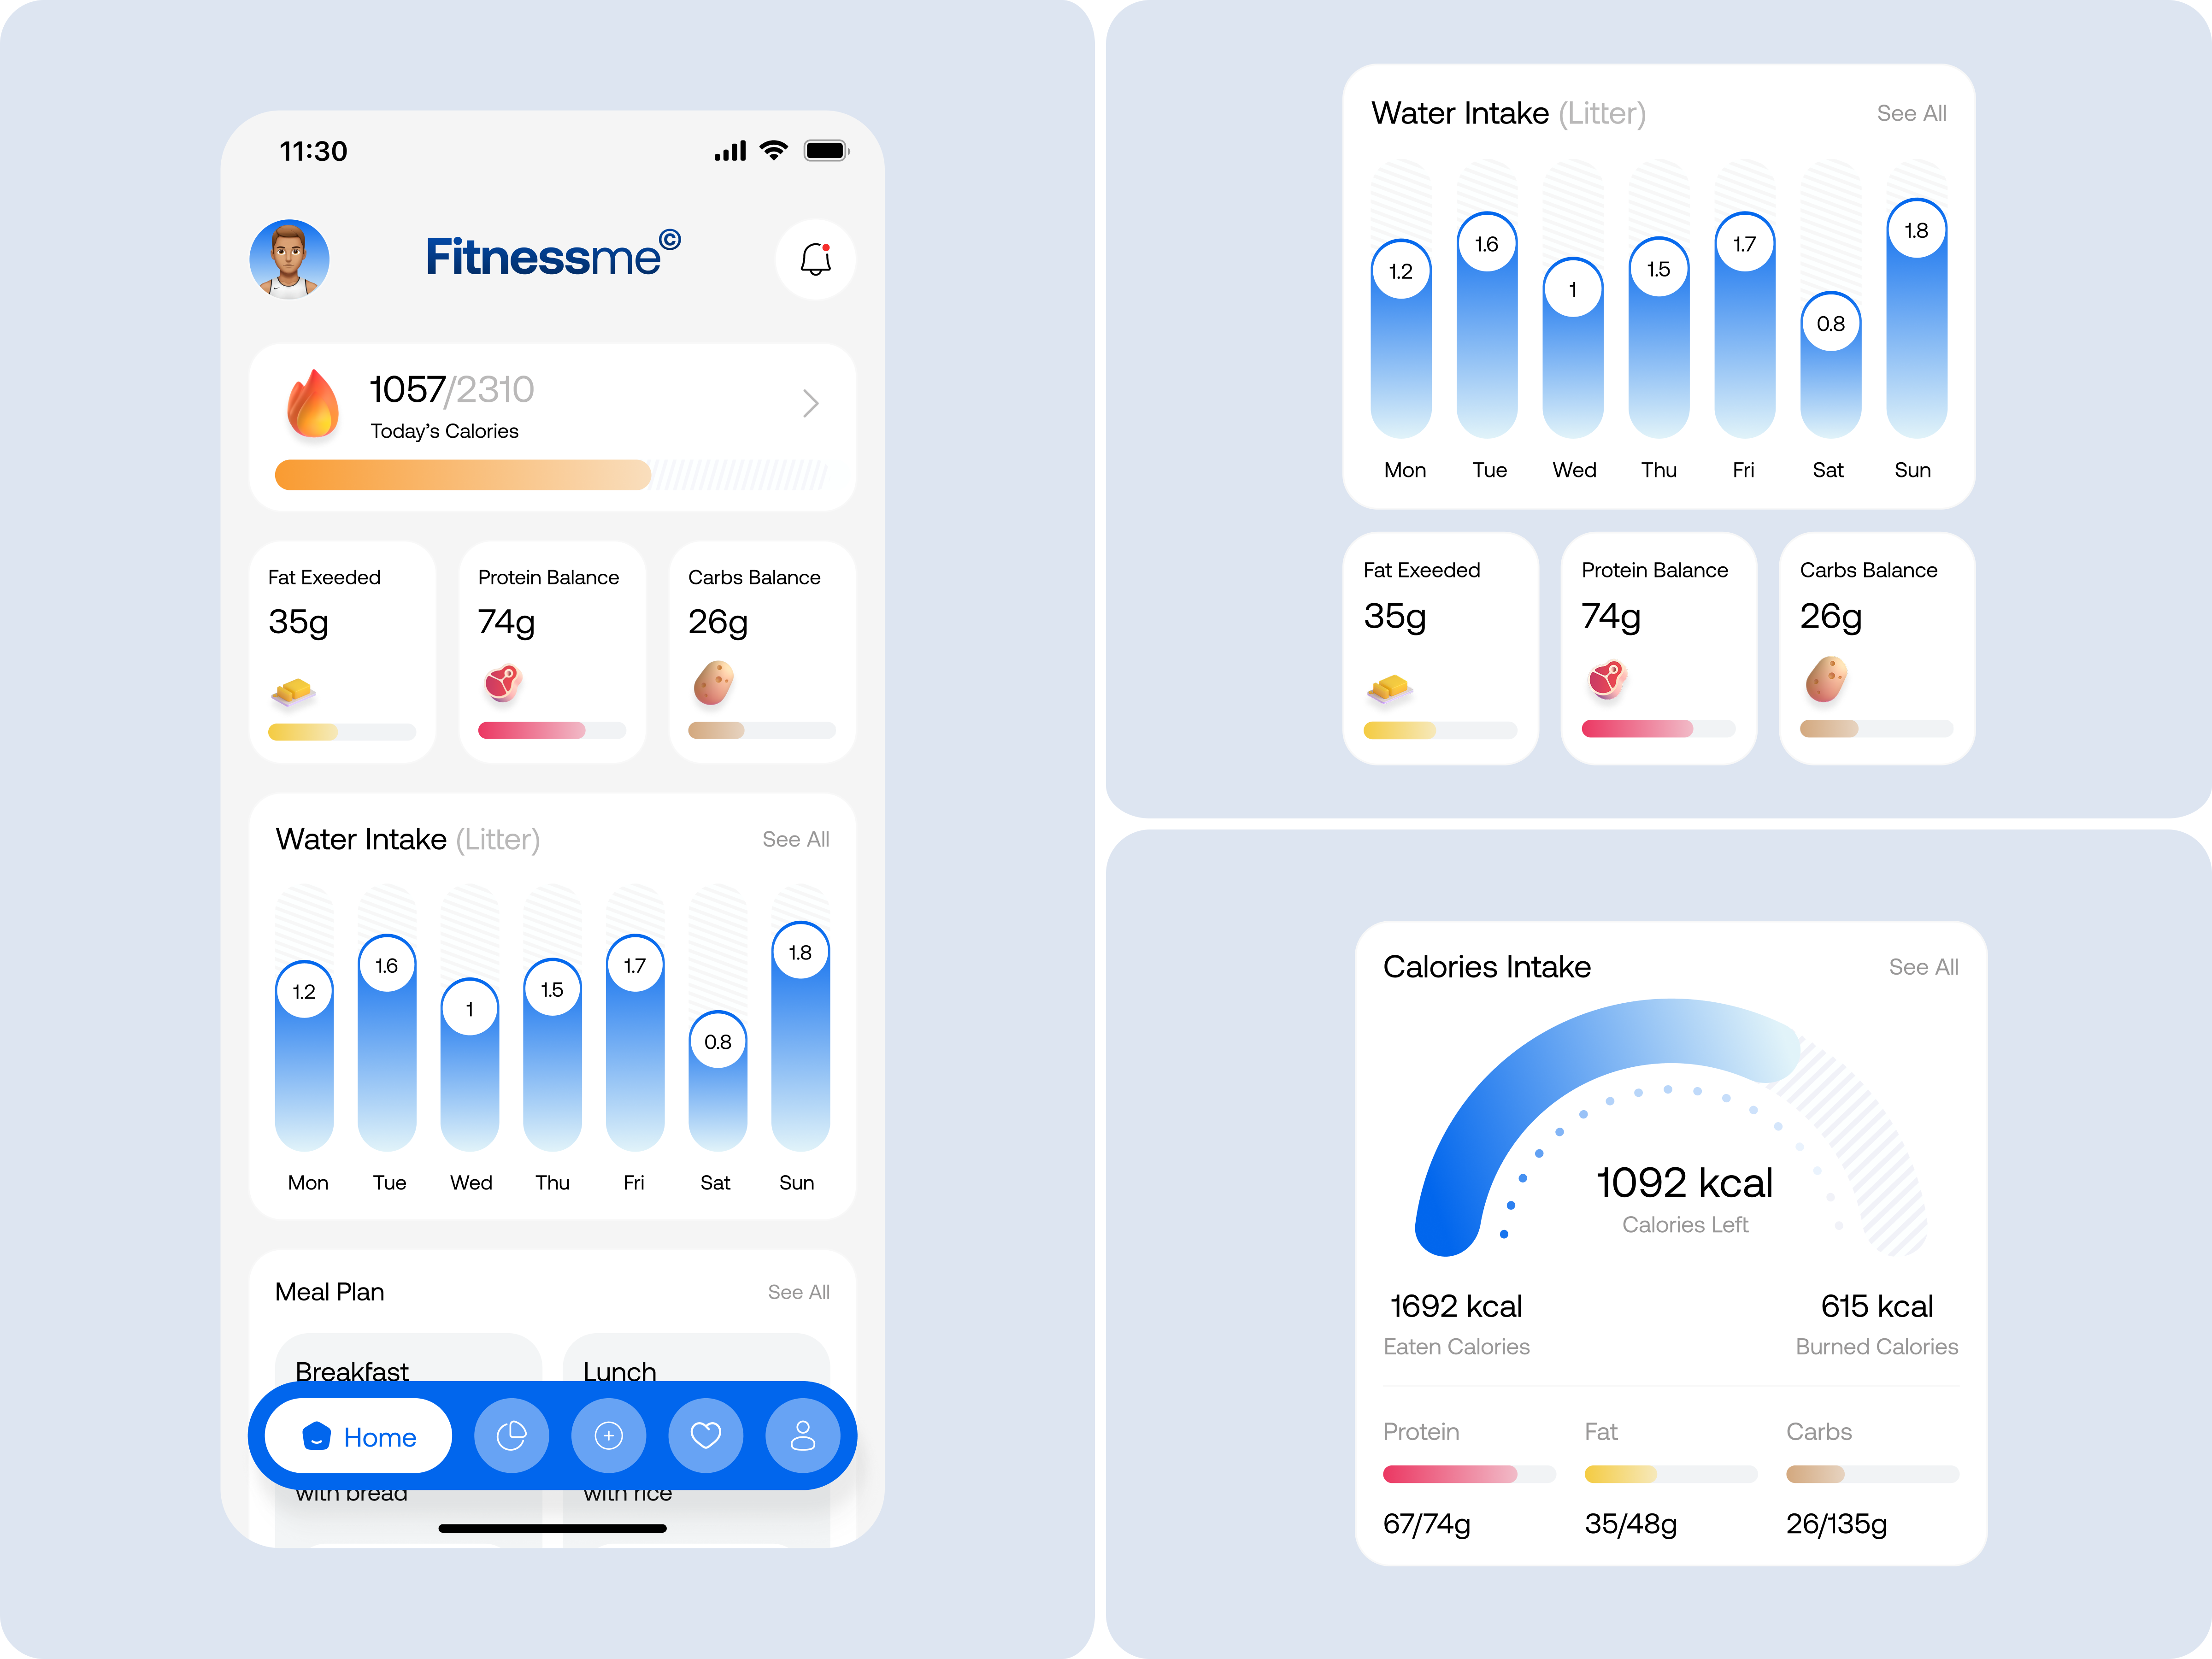 11:30
Fitnessme©
1057/2310
Today's Calories
Fat Exeeded
35g
Protein Balance
74g
Carbs Balance
26g
Water Intake (Litter)
See All
1.2
1.6
1
1.5
1.7
0.8
1.8
Mon
Tue
Wed
Thu
Fri
Sat
Sun
Meal Plan
See All
Breakfast
Lunch
Home
with bread
with rice
Water Intake (Litter)
See All
1.2
1.6
1
1.5
1.7
0.8
1.8
Mon
Tue
Wed
Thu
Fri
Sat
Sun
Fat Exeeded
35g
Protein Balance
74g
Carbs Balance
26g
Calories Intake
See All
1092 kcal
Calories Left
1692 kcal
Eaten Calories
615 kcal
Burned Calories
Protein
67/74g
Fat
35/48g
Carbs
26/135g